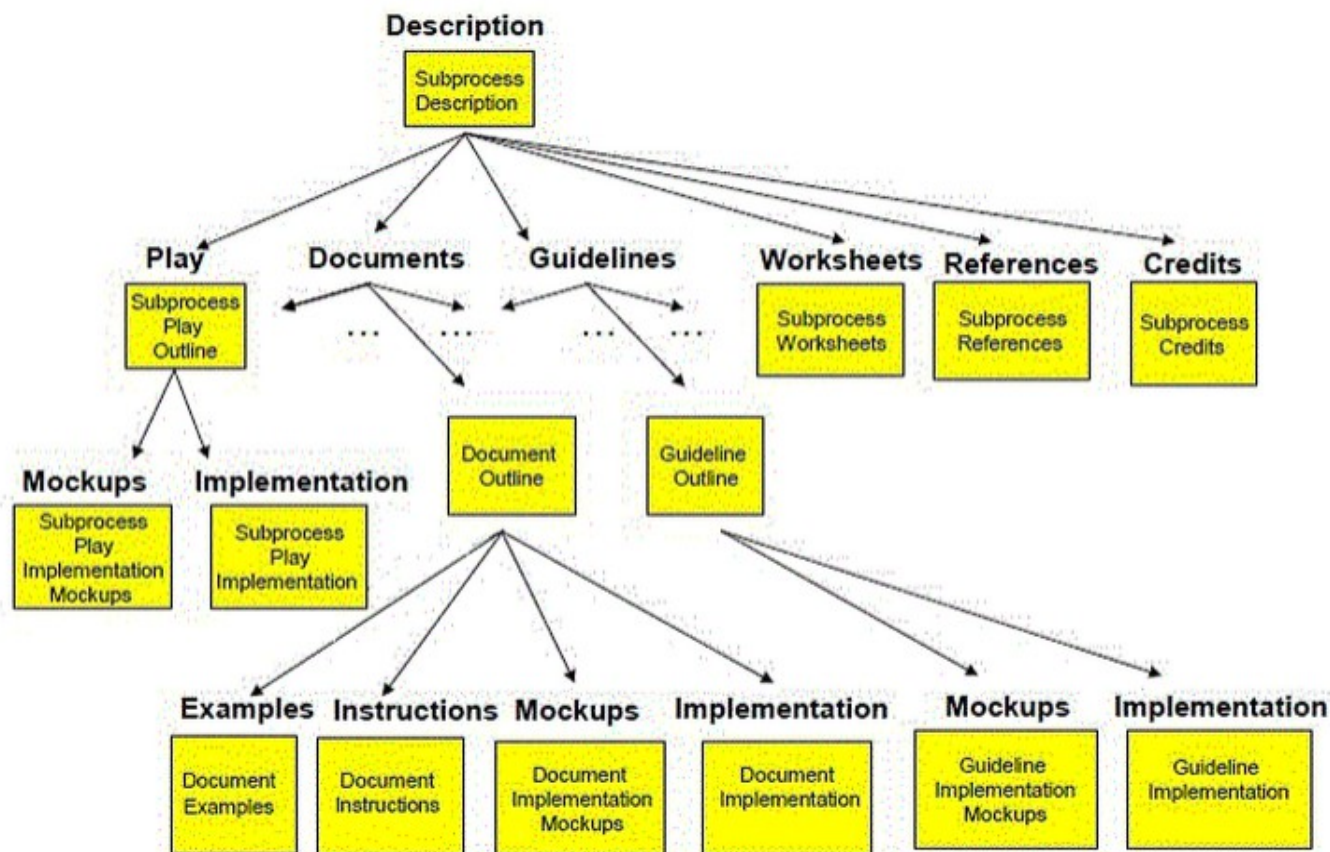 Description
Subprocess
Description
Play
Documents
Guidelines
Worksheets
References
Credits
Subprocess
Play
Outline
...
...
...
...
Subprocess
Worksheets
Subprocess
References
Subprocess
Credits
Document
Outline
Guideline
Outline
Mockups
Implementation
Subprocess
Play
Implementation
Mockups
Subprocess
Play
Implementation
Examples
Instructions
Mockups
Implementation
Mockups
Implementation
Document
Examples
Document
Instructions
Document
Implementation
Mockups
Document
Implementation
Guideline
Implementation
Mockups
Guideline
Implementation